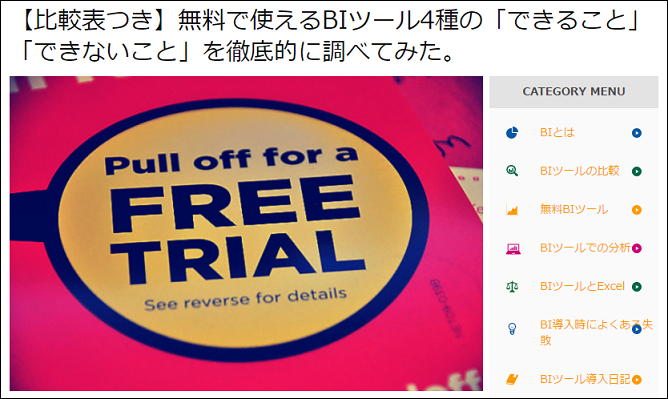 【比較表つき】無料で使えるBIツール4種の「できること」
「できないこと」を徹底的に調べてみた。
Pull off for a
FREE
TRIAL
See reverse for details
CATEGORY MENU
BIとは
BIツールの比較
無料BIツール
BIツールでの分析
BIツールとExcel
BI導入時によくある失
敗
BIツール導入日記